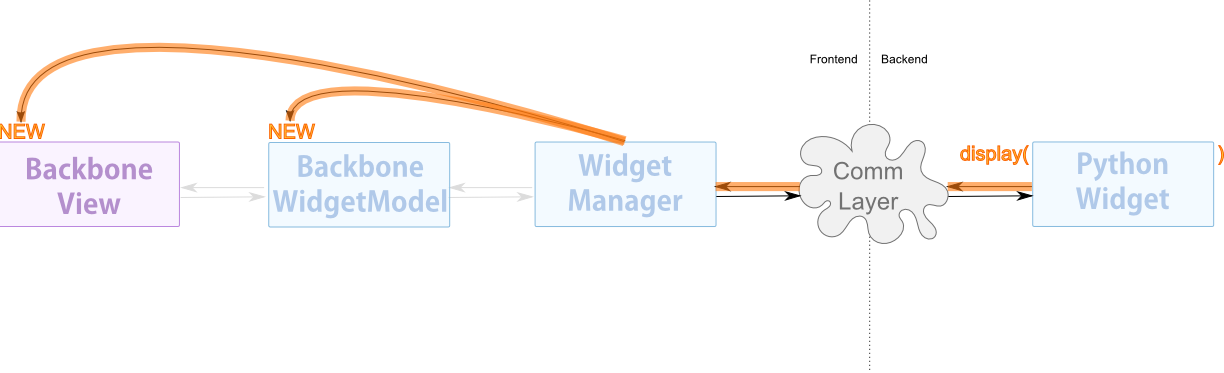 Frontend
Backend
NEW
NEW
display(
)
Backbone
View
Backbone
WidgetModel
Widget
Manager
Comm
Layer
Python
Widget